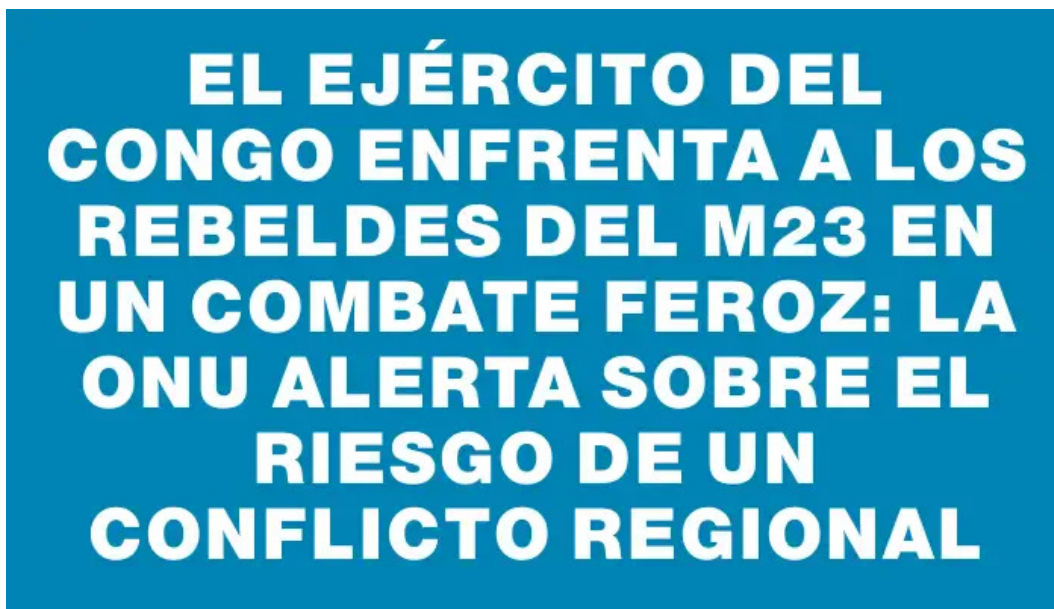 EL EJÉRCITO DEL
CONGO ENFRENTA A LOS
REBELDES DEL M23 EN
UN COMBATE FEROZ: LA
ONU ALERTA SOBRE EL
RIESGO DE UN
CONFLICTO REGIONAL